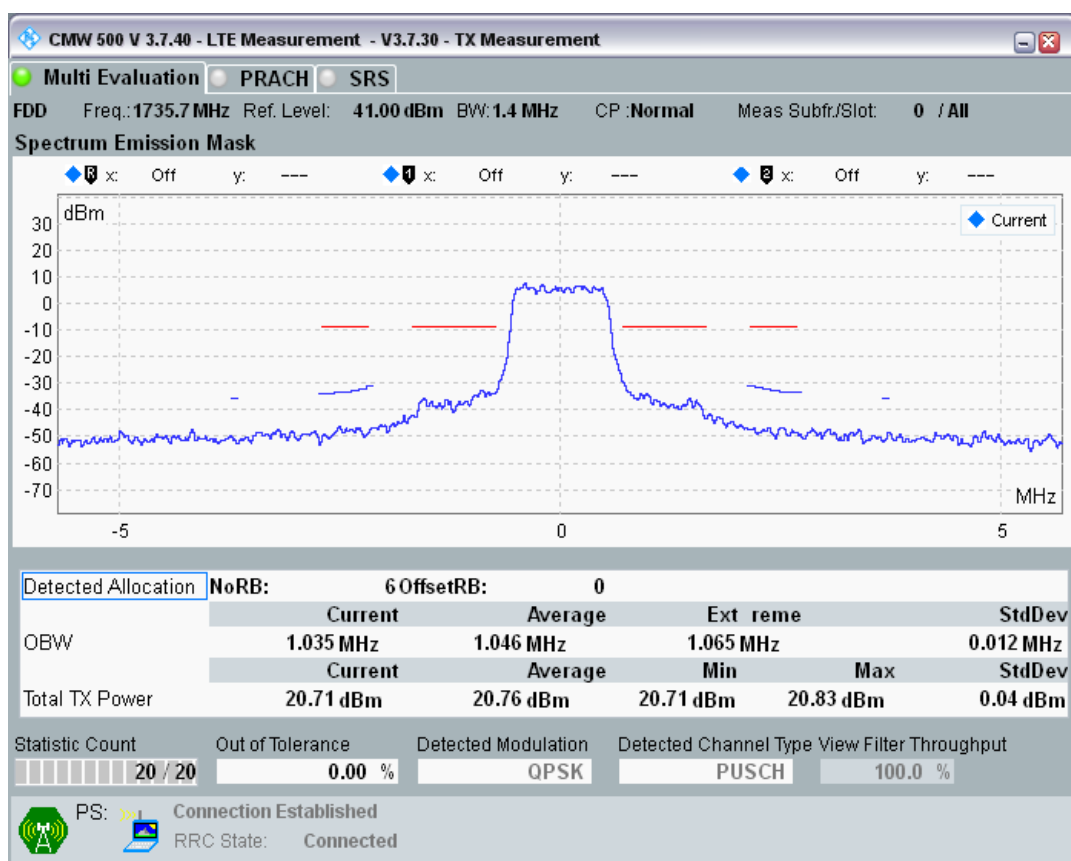 CMW 500 V 3.7.40 - LTE Measurement - V3.7.30 - TX Measurement
Multi Evaluation PRACH SRS
FDD Freq.: 1735.7 MHz Ref. Level: 41.00 dBm BW: 1.4 MHz CP : Normal Meas Subfr./Slot: 0 / All
Spectrum Emission Mask
R x: Off y: --- 1 x: Off y: --- 2 x: Off y: ---
dBm
Current
30
20
10
0
-10
-20
-30
-40
-50
-60
-70
MHz
-5 0 5
Detected Allocation NoRB: 6 OffsetRB: 0
Current Average Ext reme StdDev
OBW 1.035 MHz 1.046 MHz 1.065 MHz 0.012 MHz
Current Average Min Max StdDev
Total TX Power 20.71 dBm 20.76 dBm 20.71 dBm 20.83 dBm 0.04 dBm
Statistic Count Out of Tolerance Detected Modulation Detected Channel Type View Filter Throughput
20 / 20 0.00 % QPSK PUSCH 100.0 %
PS: Connection Established
RRC State: Connected